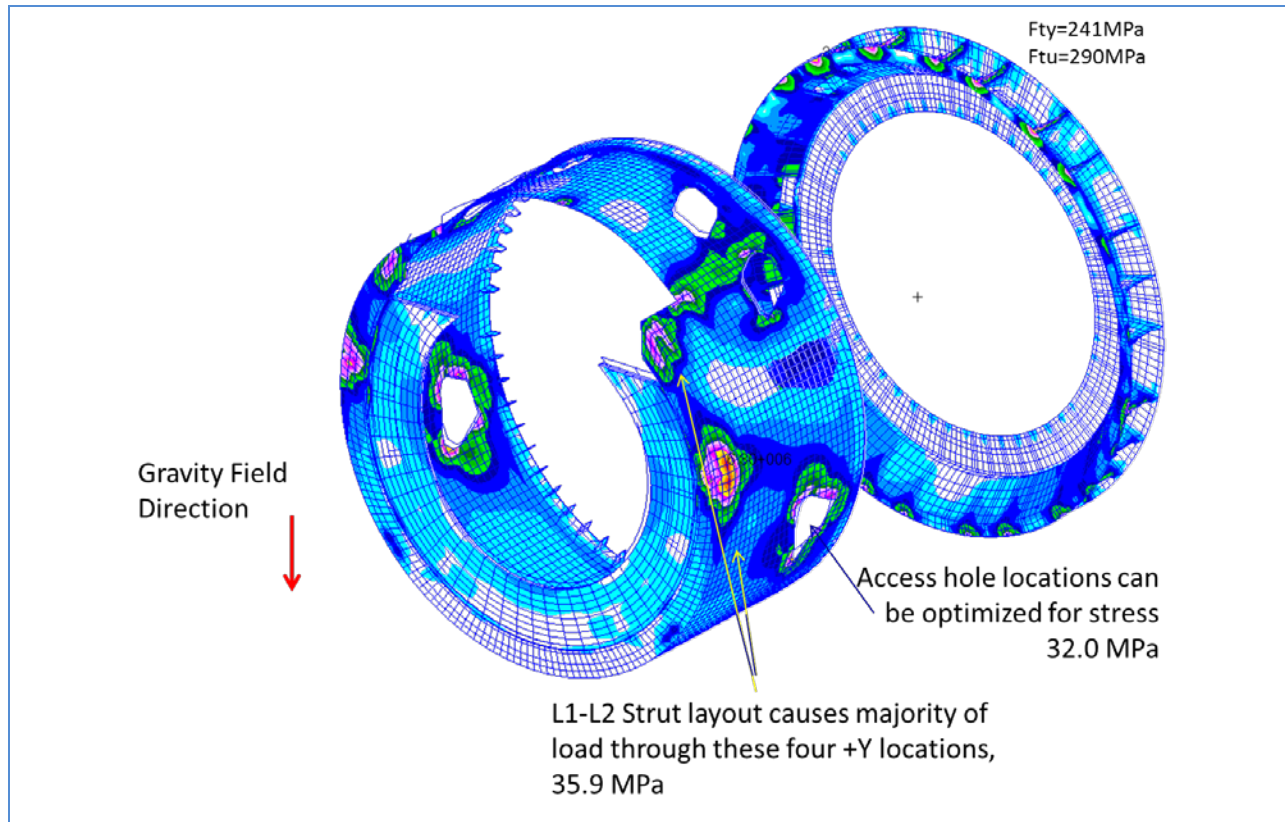 Fty=241MPa
Ftu=290MPa
Gravity Field
Direction
Access hole locations can
be optimized for stress
32.0 MPa
L1-L2 Strut layout causes majority of
load through these four +Y locations,
35.9 MPa